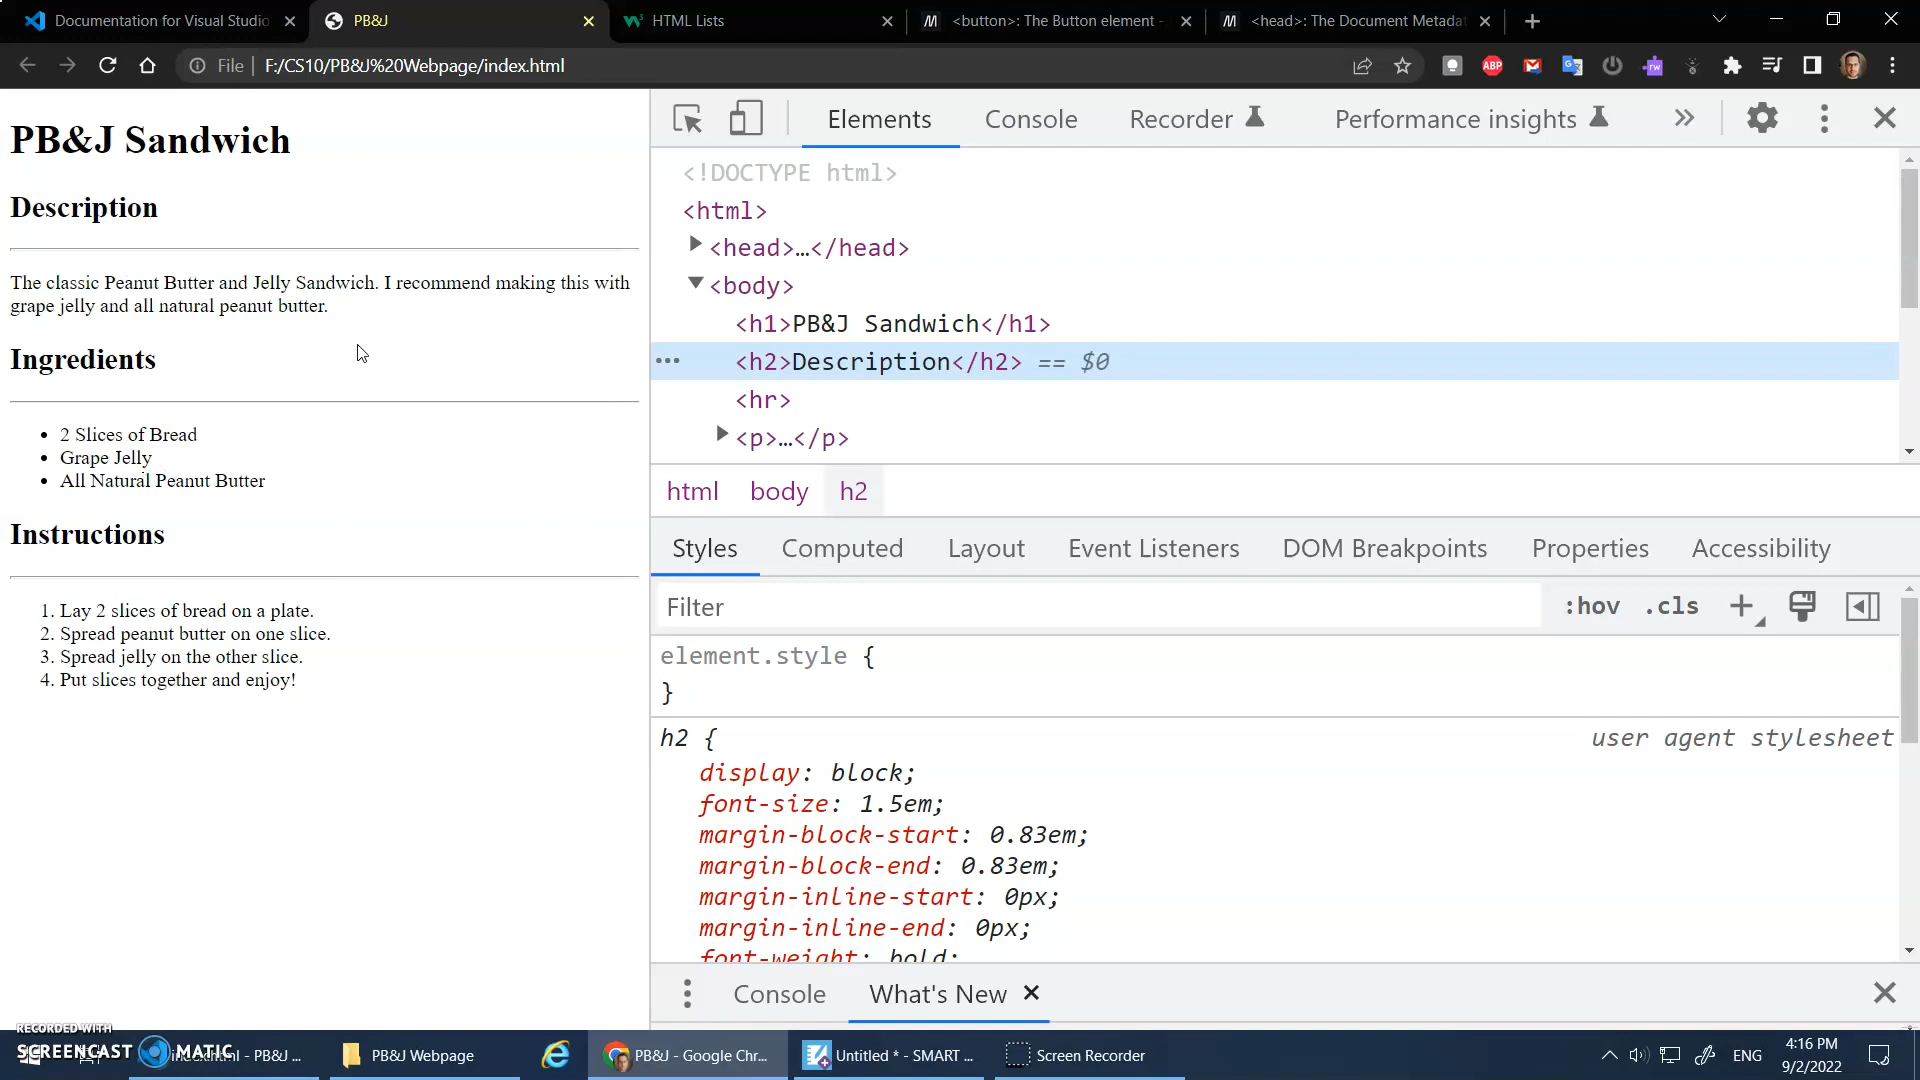 Documentation for Visual Studio
PB&J
HTML Lists
<button>: The Button element -
<head>: The Document Metadat
File
F:/CS10/PB&J%20Webpage/index.html
ABP
PB&J Sandwich
Description
The classic Peanut Butter and Jelly Sandwich. I recommend making this with
grape jelly and all natural peanut butter.
Ingredients
• 2 Slices of Bread
• Grape Jelly
• All Natural Peanut Butter
Instructions
1. Lay 2 slices of bread on a plate.
2. Spread peanut butter on one slice.
3. Spread jelly on the other slice.
4. Put slices together and enjoy!
Elements
Console
Recorder
Performance insights
<!DOCTYPE html>
<html>
<head>…</head>
<body>
<h1>PB&J Sandwich</h1>
<h2>Description</h2> == $0
<hr>
<p>…</p>
html body h2
Styles
Computed
Layout
Event Listeners
DOM Breakpoints
Properties
Accessibility
Filter
:hov .cls
element.style {
}
h2 {
user agent stylesheet
display: block;
font-size: 1.5em;
margin-block-start: 0.83em;
margin-block-end: 0.83em;
margin-inline-start: 0px;
margin-inline-end: 0px;
font-weight: bold;
Console
What's New
RECORDED WITH
SCREENCAST MATIC
index.html - PB&J ...
PB&J Webpage
PB&J - Google Chr...
Untitled * - SMART ...
Screen Recorder
ENG
4:16 PM
9/2/2022